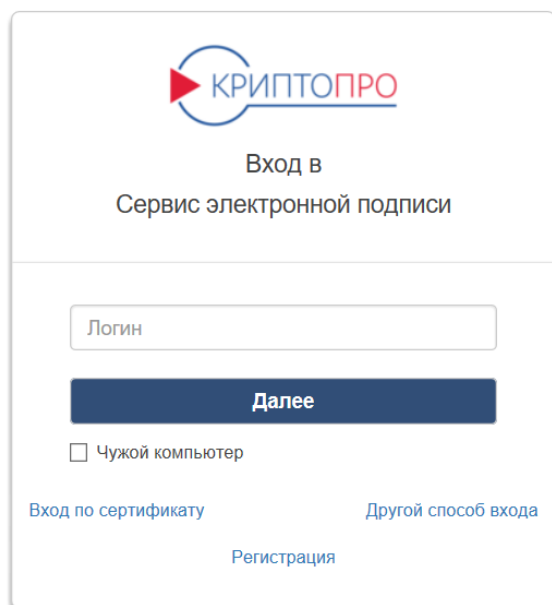 КРИПТОПРО
Вход в
Сервис электронной подписи
Логин
Далее
Чужой компьютер
Вход по сертификату
Другой способ входа
Регистрация